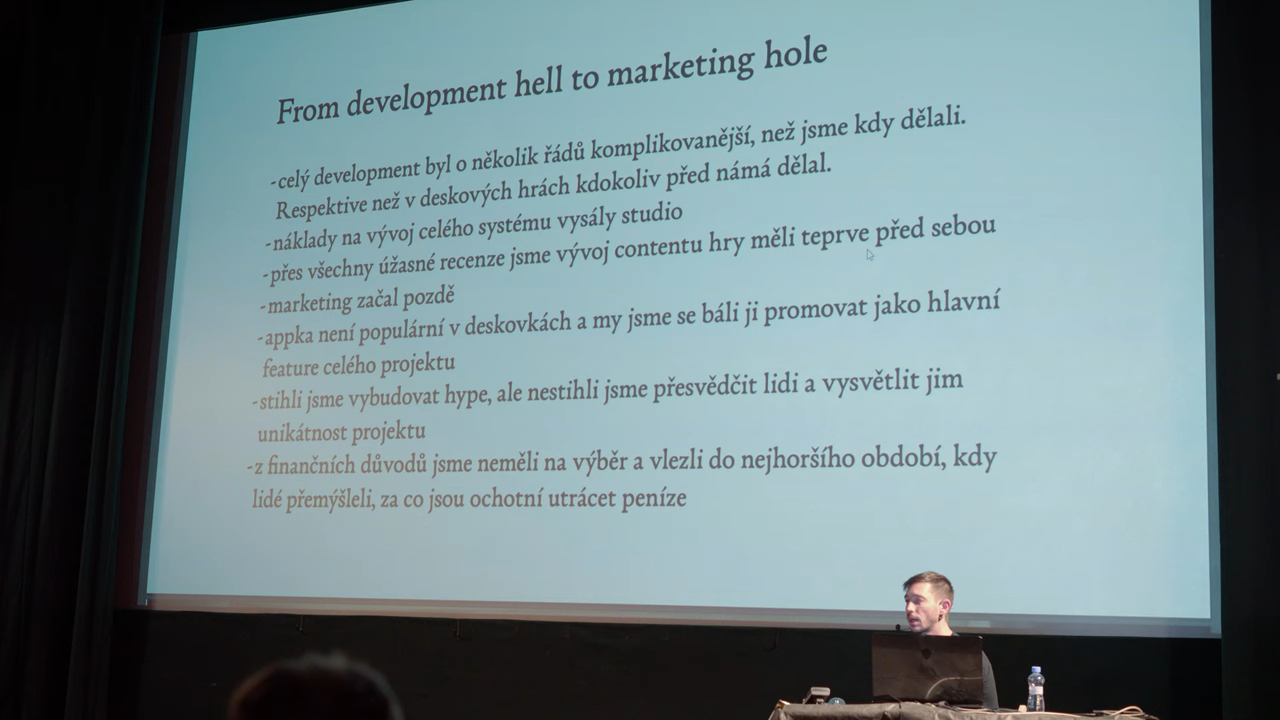 From development hell to marketing hole
-celý development byl o několik řádů komplikovanější, než jsme kdy dělali.
Respektive než v deskových hrách kdokoliv před námá dělal.
-náklady na vývoj celého systému vysály studio
-přes všechny úžasné recenze jsme vývoj contentu hry měli teprve před sebou
-marketing začal pozdě
-appka není populární v deskovkách a my jsme se báli ji promovat jako hlavní
feature celého projektu
-stihli jsme vybudovat hype, ale nestihli jsme přesvědčit lidi a vysvětlit jim
unikátnost projektu
-z finančních důvodů jsme neměli na výběr a vlezli do nejhoršího období, kdy
lidé přemýšleli, za co jsou ochotní utrácet peníze